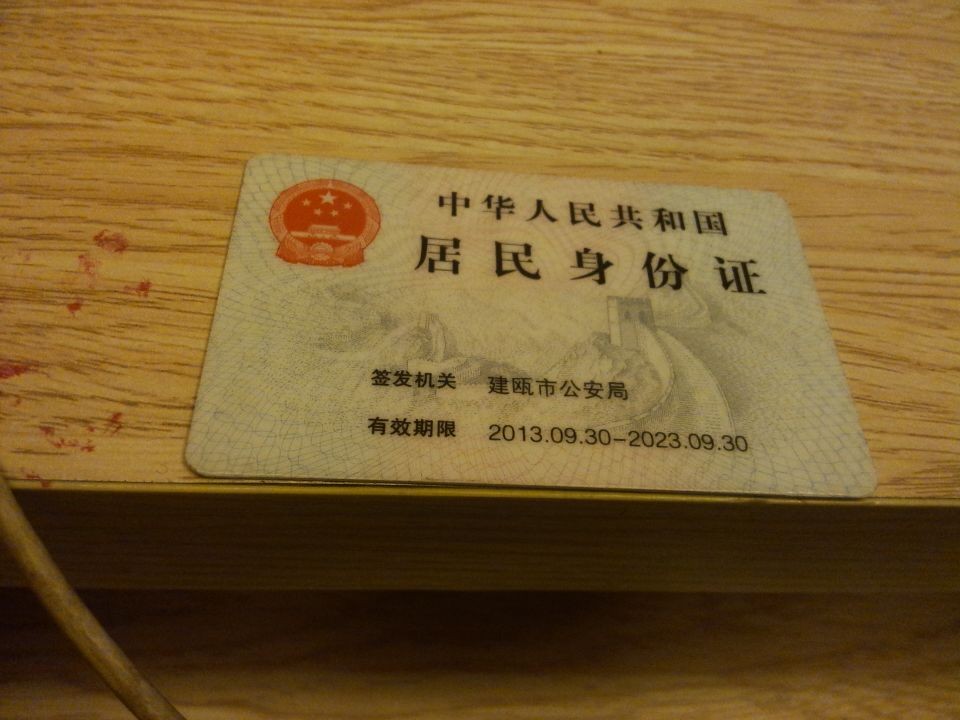 中华人民共和国
居民身份证
签发机关 建瓯市公安局
有效期限 2013.09.30-2023.09.30